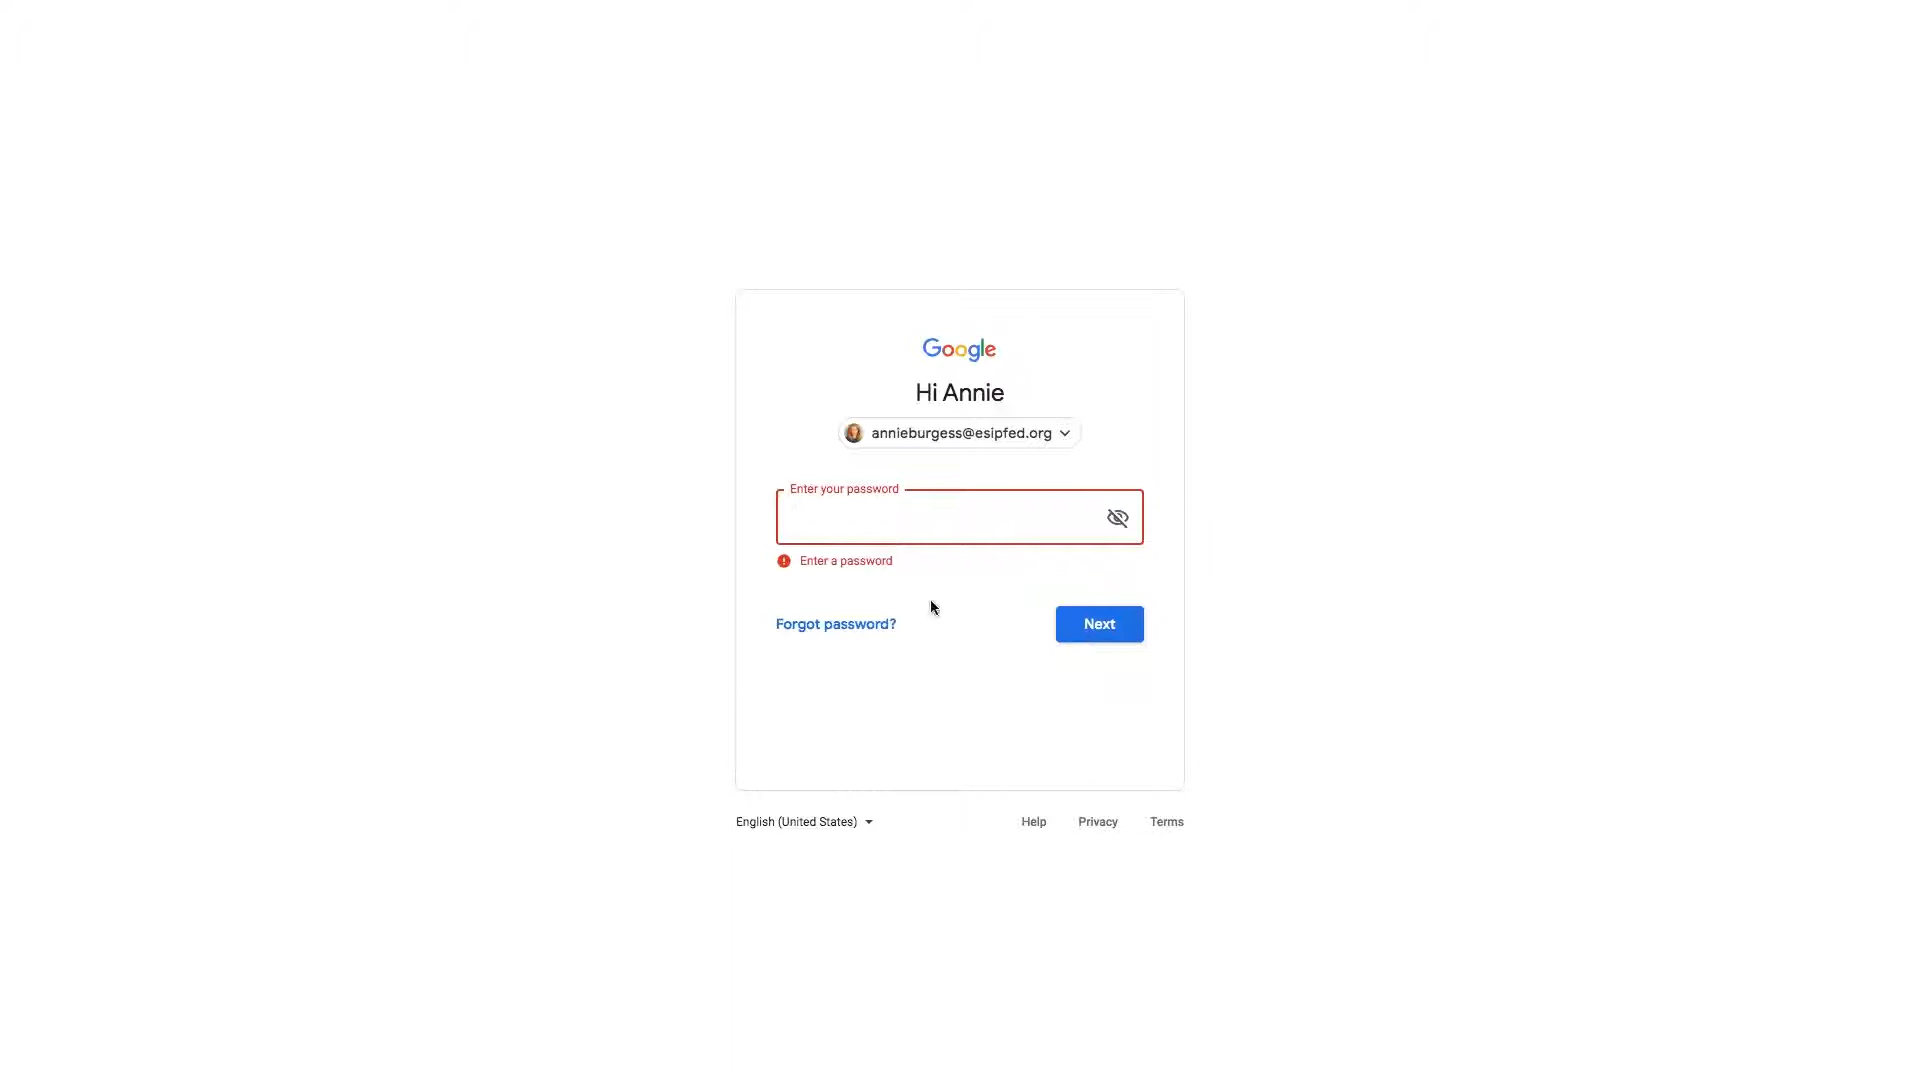 Google
Hi Annie
annieburgess@esipfed.org
Enter your password
Enter a password
Forgot password?
Next
English (United States)
Help
Privacy
Terms